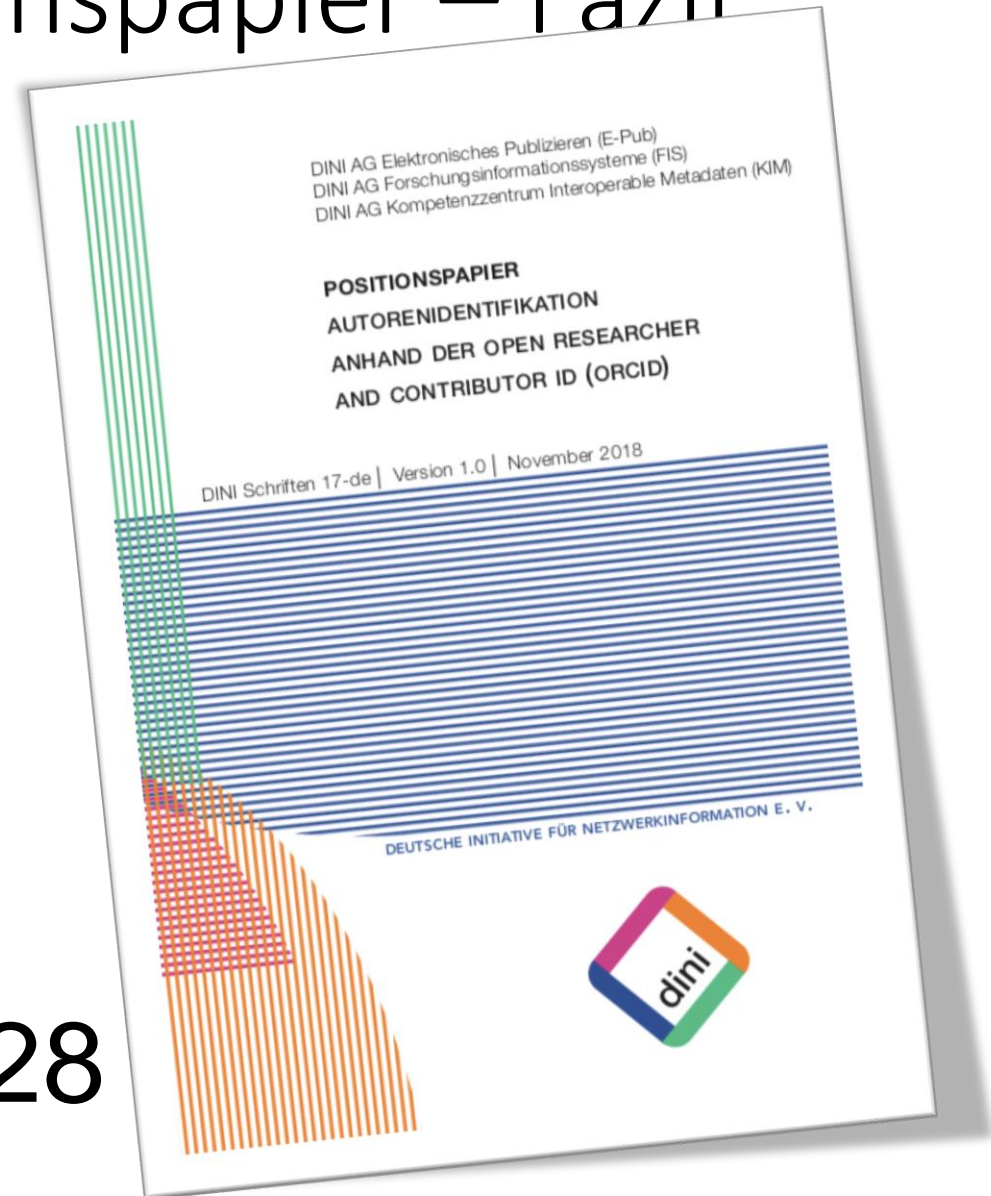 nspapier – Fazit
DINI AG Elektronisches Publizieren (E-Pub)
DINI AG Forschungsinformationssysteme (FIS)
DINI AG Kompetenzzentrum Interoperable Metadaten (KIM)
POSITIONSPAPIER
AUTORENIDENTIFIKATION
ANHAND DER OPEN RESEARCHER
AND CONTRIBUTOR ID (ORCID)
DINI Schriften 17-de | Version 1.0 | November 2018
DEUTSCHE INITIATIVE FÜR NETZWERKINFORMATION E. V.
dini
28